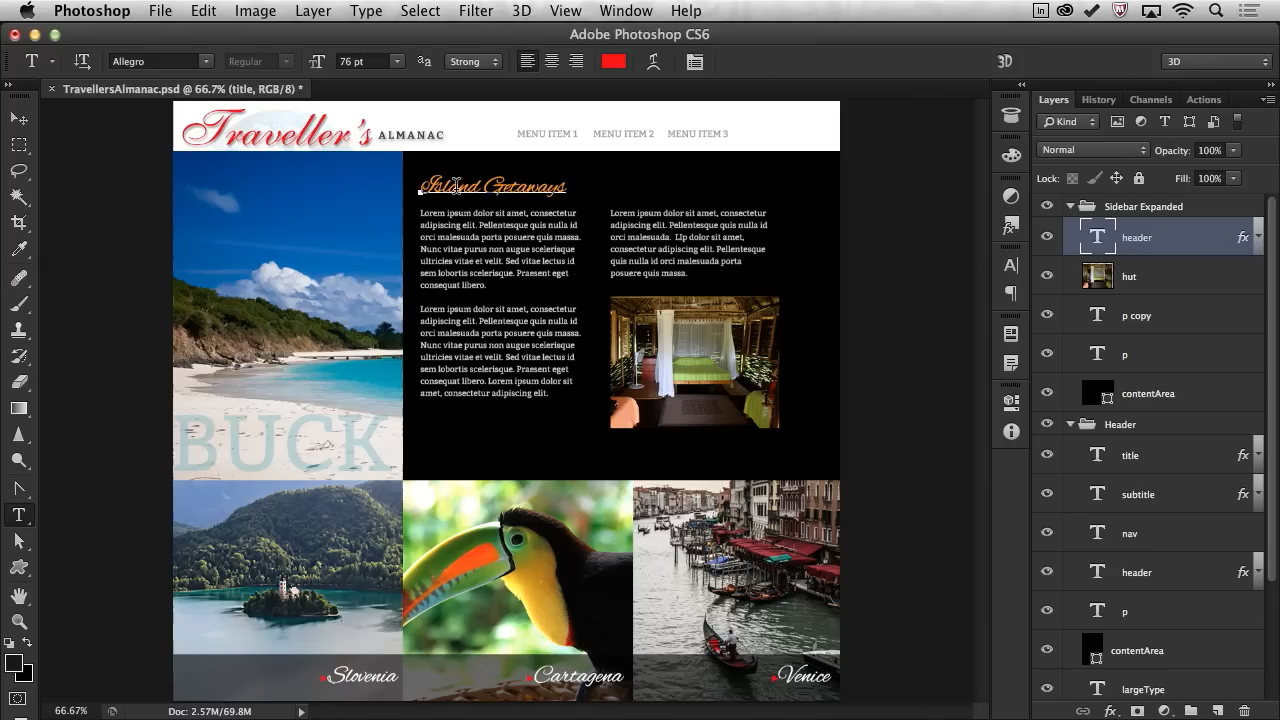 Photoshop File Edit Image Layer Type Select Filter 3D View Window Help
Adobe Photoshop CS6
T Allegro Regular 76 pt Strong 3D 3D
TravellersAlmanac.psd @ 66.7% (title, RGB/8) *
Layers History Channels Actions
Kind
Normal Opacity: 100%
Lock: Fill: 100%
Traveller's ALMANAC MENU ITEM 1 MENU ITEM 2 MENU ITEM 3
Island Getaways
Lorem ipsum dolor sit amet, consectetur
adipiscing elit. Pellentesque quis massa
orci malesuada porta posuere quis massa.
Nunc vitae purus non augue scelerisque
ultricies vitae et velit. Sed vitae lectus id
sem lobortis scelerisque. Praesent eget
consequat libero.
Lorem ipsum dolor sit amet, consectetur
adipiscing elit. Pellentesque quis nulla id
orci malesuada porta posuere quis massa.
Nunc vitae purus non augue scelerisque
ultricies vitae et velit. Sed vitae lectus id
sem lobortis scelerisque. Praesent eget
consequat libero. Lorem ipsum dolor sit
amet, consectetur adipiscing elit.
Lorem ipsum dolor sit amet, consectetur
adipiscing elit. Pellentesque quis nulla id
orci malesuada. LIp dolor sit amet,
consectetur adipiscing elit. Pellentesque
quis nulla id orci malesuada porta
posuere quis massa.
BUCK
Slovenia
Cartagena
Venice
Sidebar Expanded
header fx
hut
p copy
p
contentArea
Header
title fx
subtitle fx
nav
header fx
p
contentArea
largeType
66.67% Doc: 2.57M/69.8M